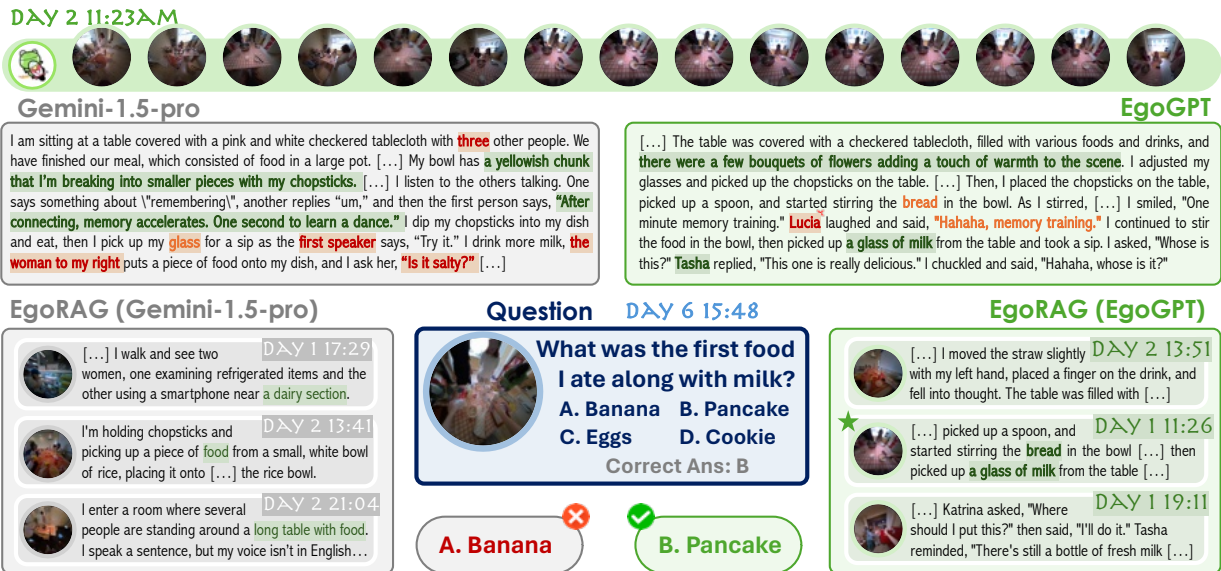 DAY 2 11:23AM
Gemini-1.5-pro
I am sitting at a table covered with a pink and white checkered tablecloth with three other people. We
have finished our meal, which consisted of food in a large pot. [...] My bowl has a yellowish chunk
that I'm breaking into smaller pieces with my chopsticks. [...] I listen to the others talking. One
says something about \"remembering\", another replies "um," and then the first person says, "After
connecting, memory accelerates. One second to learn a dance." I dip my chopsticks into my dish
and eat, then I pick up my glass for a sip as the first speaker says, "Try it." I drink more milk, the
woman to my right puts a piece of food onto my dish, and I ask her, "Is it salty?" [...]
EgoGPT
[...] The table was covered with a checkered tablecloth, filled with various foods and drinks, and
there were a few bouquets of flowers adding a touch of warmth to the scene. I adjusted my
glasses and picked up the chopsticks on the table. [...] Then, I placed the chopsticks on the table,
picked up a spoon, and started stirring the bread in the bowl. As I stirred, [...] I smiled, "One
minute memory training." Lucia laughed and said, "Hahaha, memory training." I continued to stir
the food in the bowl, then picked up a glass of milk from the table and took a sip. I asked, "Whose is
this?" Tasha replied, "This one is really delicious." I chuckled and said, "Hahaha, whose is it?"
EgoRAG (Gemini-1.5-pro)
DAY 1 17:29
[...] I walk and see two
women, one examining refrigerated items and the
other using a smartphone near a dairy section.
DAY 2 13:41
I'm holding chopsticks and
picking up a piece of food from a small, white bowl
of rice, placing it onto [...] the rice bowl.
DAY 2 21:04
I enter a room where several
people are standing around a long table with food.
I speak a sentence, but my voice isn't in English...
Question DAY 6 15:48
What was the first food
I ate along with milk?
A. Banana B. Pancake
C. Eggs D. Cookie
Correct Ans: B
A. Banana
B. Pancake
EgoRAG (EgoGPT)
DAY 2 13:51
[...] I moved the straw slightly
with my left hand, placed a finger on the drink, and
fell into thought. The table was filled with [...]
DAY 1 11:26
[...] picked up a spoon, and
started stirring the bread in the bowl [...] then
picked up a glass of milk from the table [...]
DAY 1 19:11
[...] Katrina asked, "Where
should I put this?" then said, "I'll do it." Tasha
reminded, "There's still a bottle of fresh milk [...]